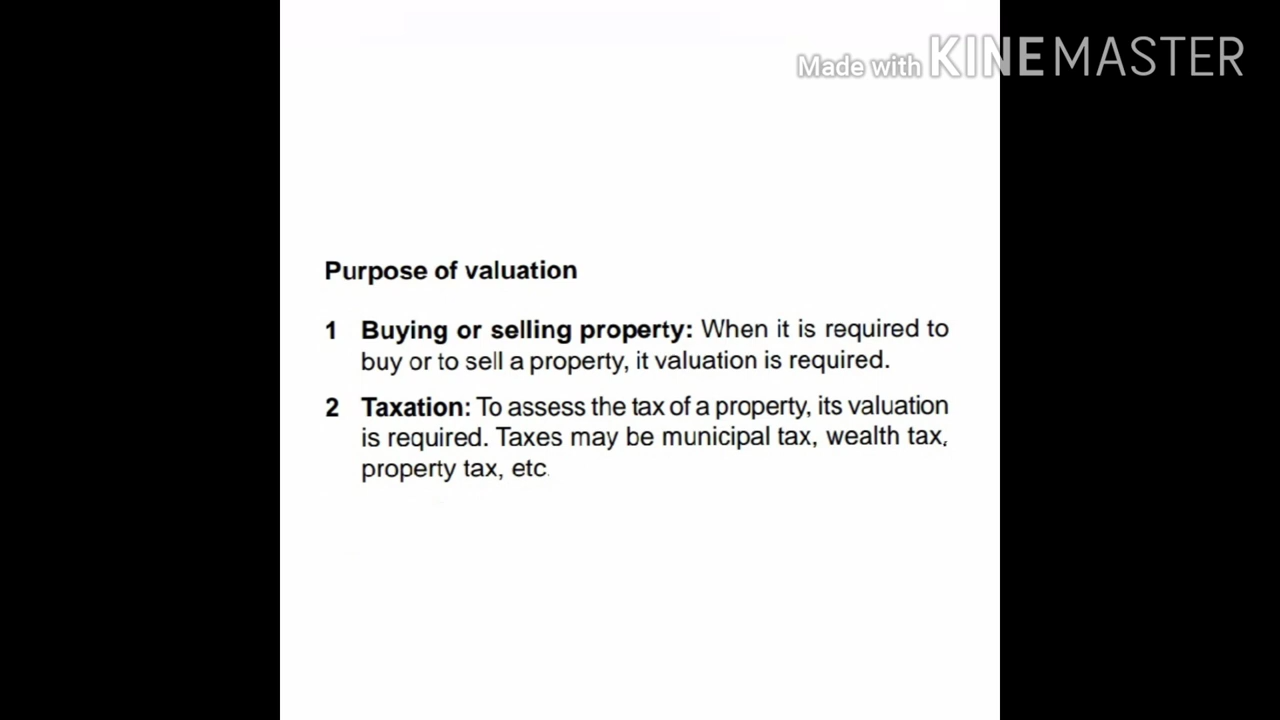 Made with KINEMASTER
Purpose of valuation
1 Buying or selling property: When it is required to
buy or to sell a property, it valuation is required.
2 Taxation: To assess the tax of a property, its valuation
is required. Taxes may be municipal tax, wealth tax,
property tax, etc.